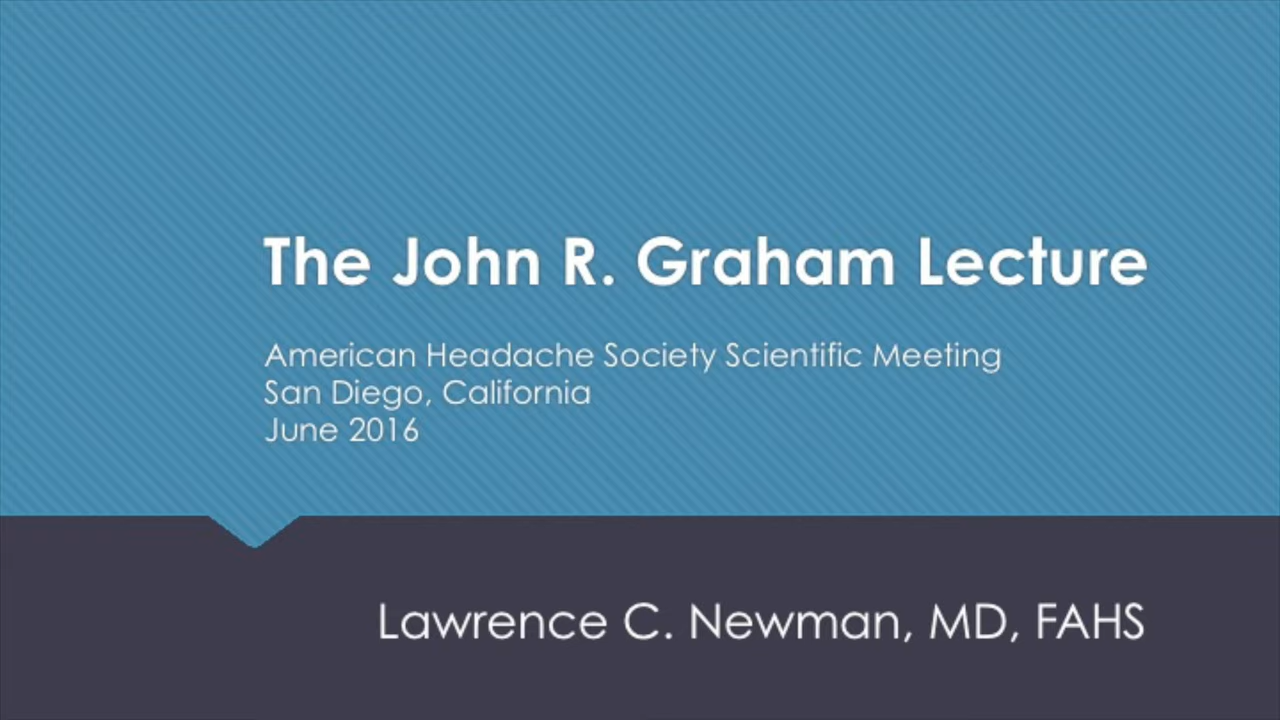 The John R. Graham Lecture
American Headache Society Scientific Meeting
San Diego, California
June 2016
Lawrence C. Newman, MD, FAHS